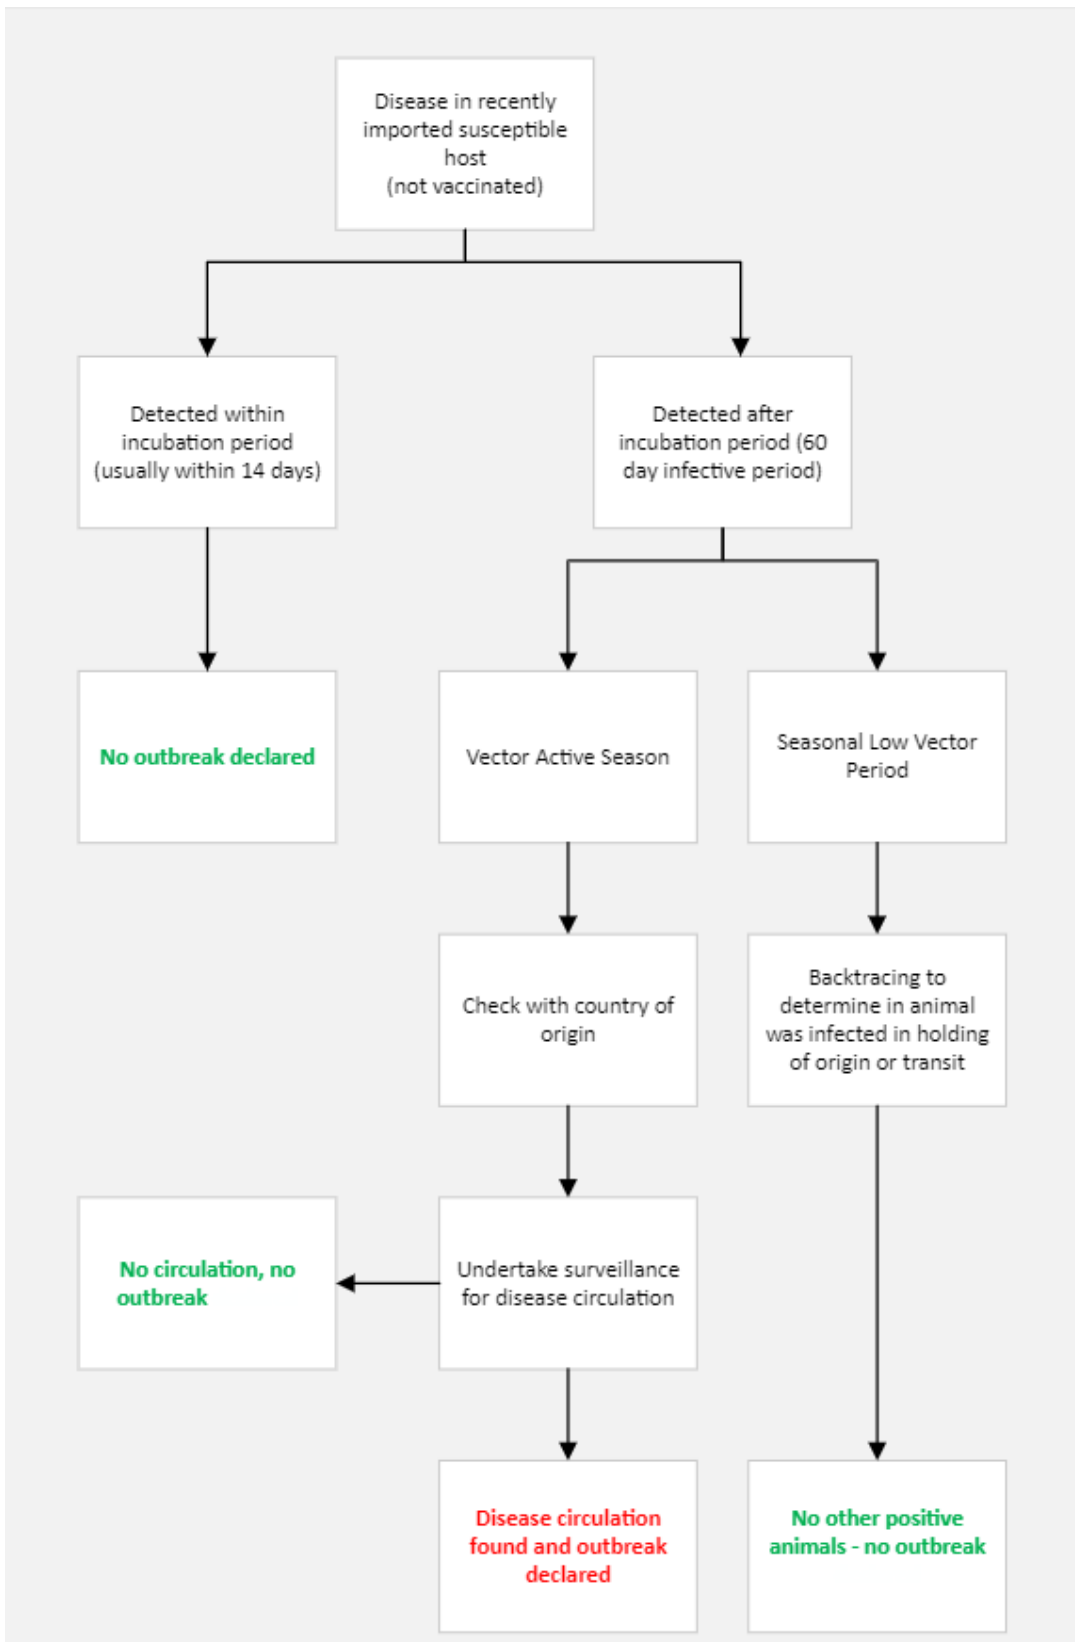 Disease in recently
imported susceptible
host
(not vaccinated)
Detected within
incubation period
(usually within 14 days)
Detected after
incubation period (60
day infective period)
No outbreak declared
Vector Active Season
Seasonal Low Vector
Period
Check with country of
origin
Backtracing to
determine in animal
was infected in holding
of origin or transit
No circulation, no
outbreak
Undertake surveillance
for disease circulation
Disease circulation
found and outbreak
declared
No other positive
animals - no outbreak